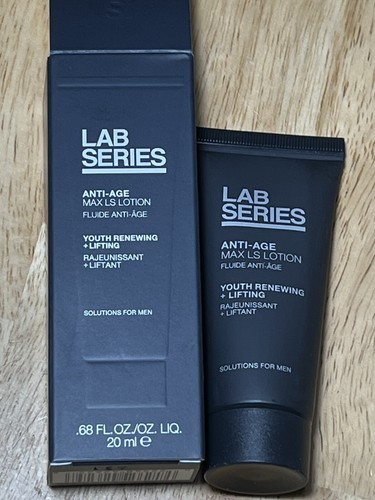 LAB
SERIES
ANTI-AGE
MAX LS LOTION
FLUIDE ANTI-ÂGE
YOUTH RENEWING
+ LIFTING
RAJEUNISSANT
+ LIFTANT
SOLUTIONS FOR MEN
.68 FL.OZ./OZ. LIQ.
20 ml ℮
LAB
SERIES
ANTI-AGE
MAX LS LOTION
FLUIDE ANTI-ÂGE
YOUTH RENEWING
+ LIFTING
RAJEUNISSANT
+ LIFTANT
SOLUTIONS FOR MEN